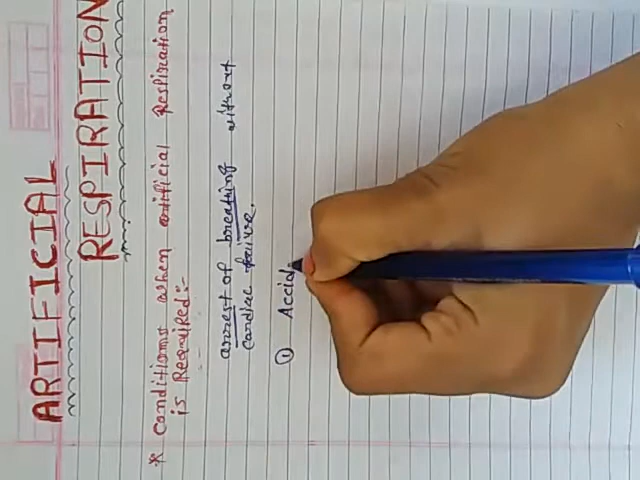 ARTIFICIAL
RESPIRATION
* Conditions when artificial Respiration
is Required:-
arrest of breathing without
cardiac failure.
① Accid